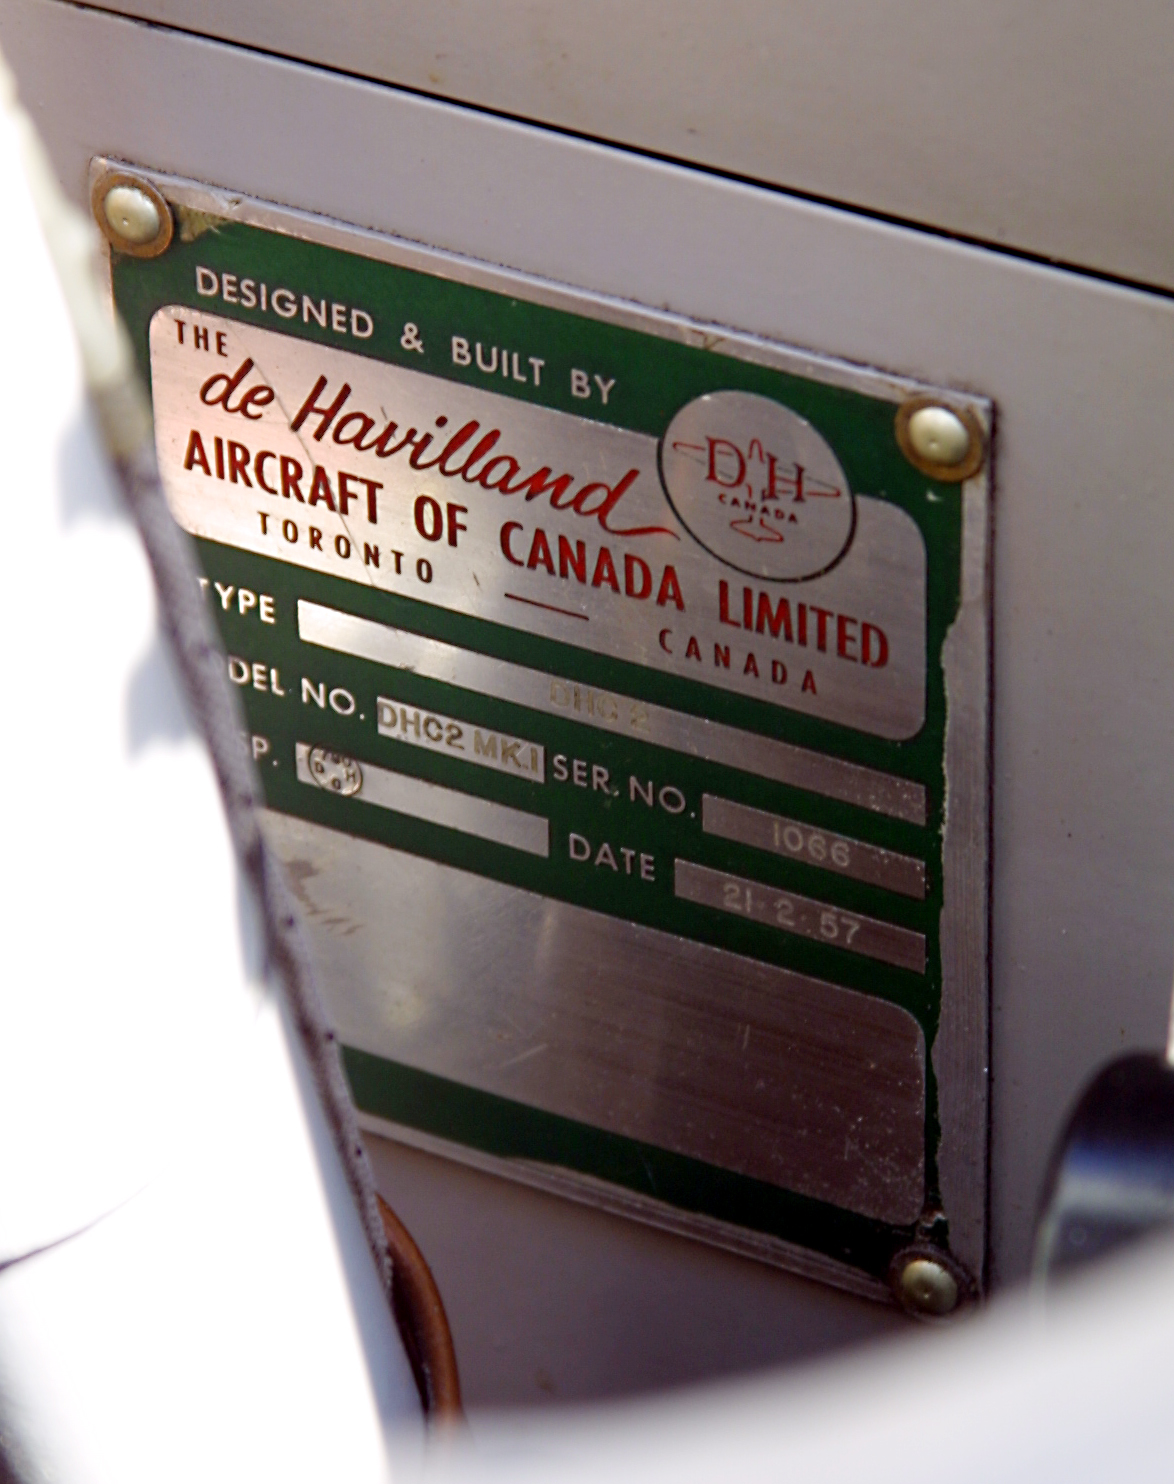 DESIGNED & BUILT BY
THE
de Havilland
DH
CANADA
AIRCRAFT OF CANADA LIMITED
TORONTO — CANADA
TYPE DHC 2
DEL NO. DHC2 MK.1 SER. NO. 1066
P. DATE 21·2·57